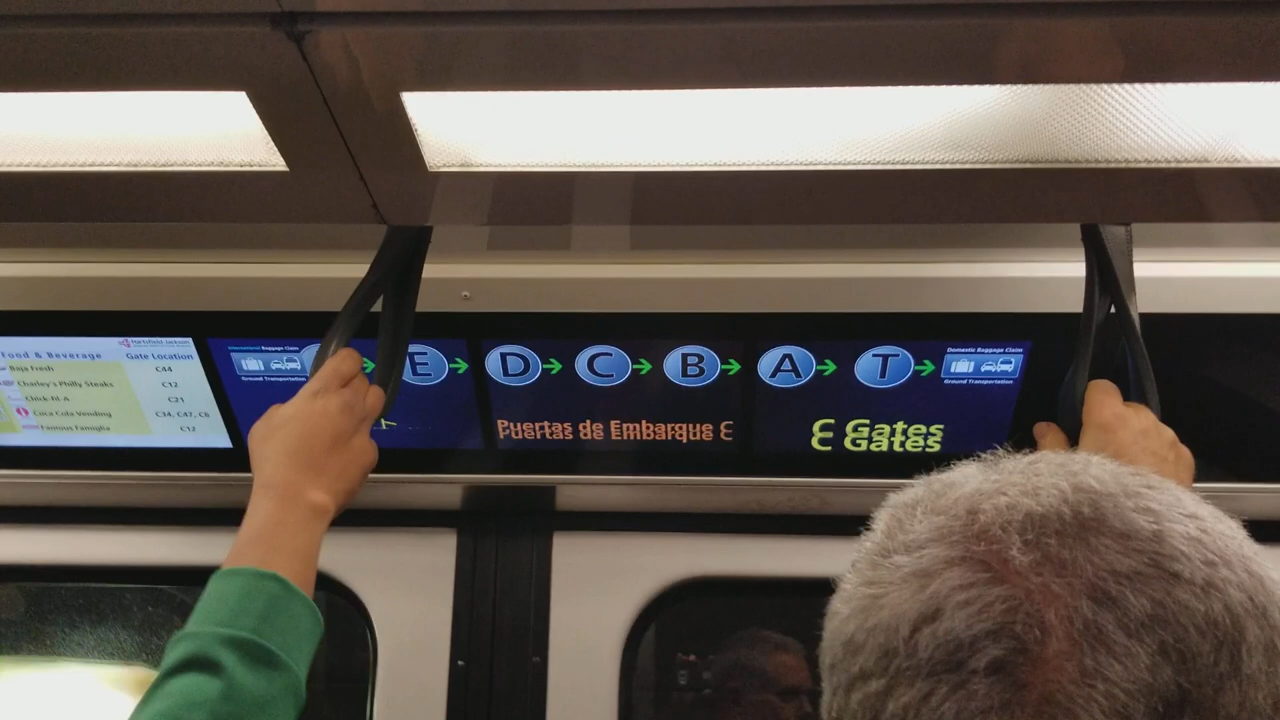 Hartsfield Jackson
Food & Beverage Gate Location
Baja Fresh C44
Charley's Philly Steaks C12
Chick-fil-A C21
Coca Cola Vending C34, C47, C6
Famous Famiglia C12
International Baggage Claim
Ground Transportation
E D C B A T
Domestic Baggage Claim
Ground Transportation
Puertas de Embarque C
C Gates